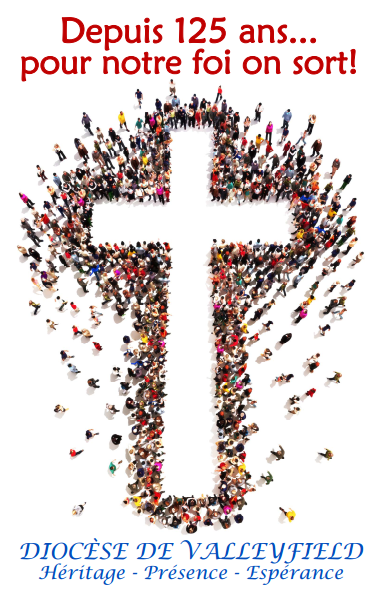 Depuis 125 ans...
pour notre foi on sort!
DIOCÈSE DE VALLEYFIELD
Héritage - Présence - Espérance